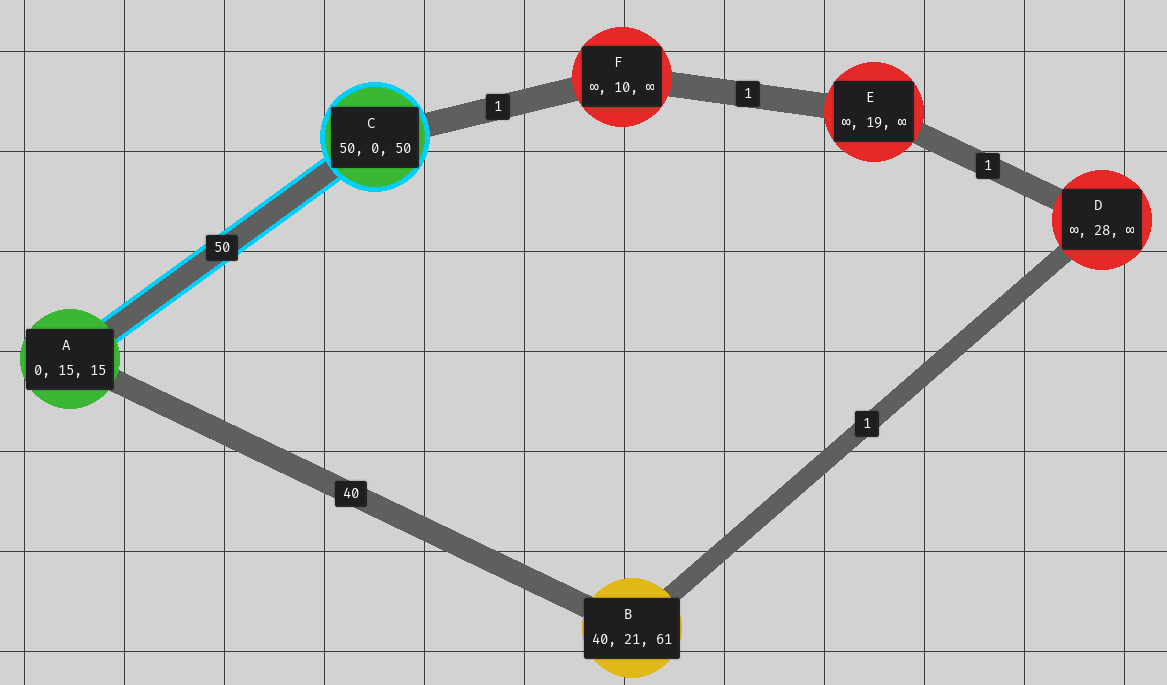 F
∞, 10, ∞
1
E
∞, 19, ∞
1
C
50, 0, 50
1
D
∞, 28, ∞
50
A
0, 15, 15
1
40
B
40, 21, 61